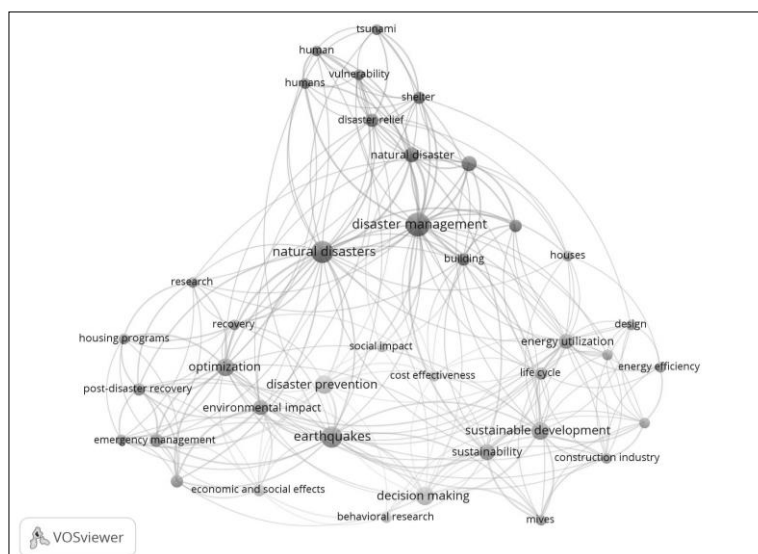 tsunami
human
vulnerability
humans
shelter
disaster relief
natural disaster
disaster management
natural disasters
building
houses
research
recovery
design
housing programs
social impact
energy utilization
optimization
cost effectiveness
life cycle
energy efficiency
post-disaster recovery
disaster prevention
environmental impact
sustainable development
emergency management
earthquakes
sustainability
construction industry
economic and social effects
decision making
behavioral research
mives
VOSviewer